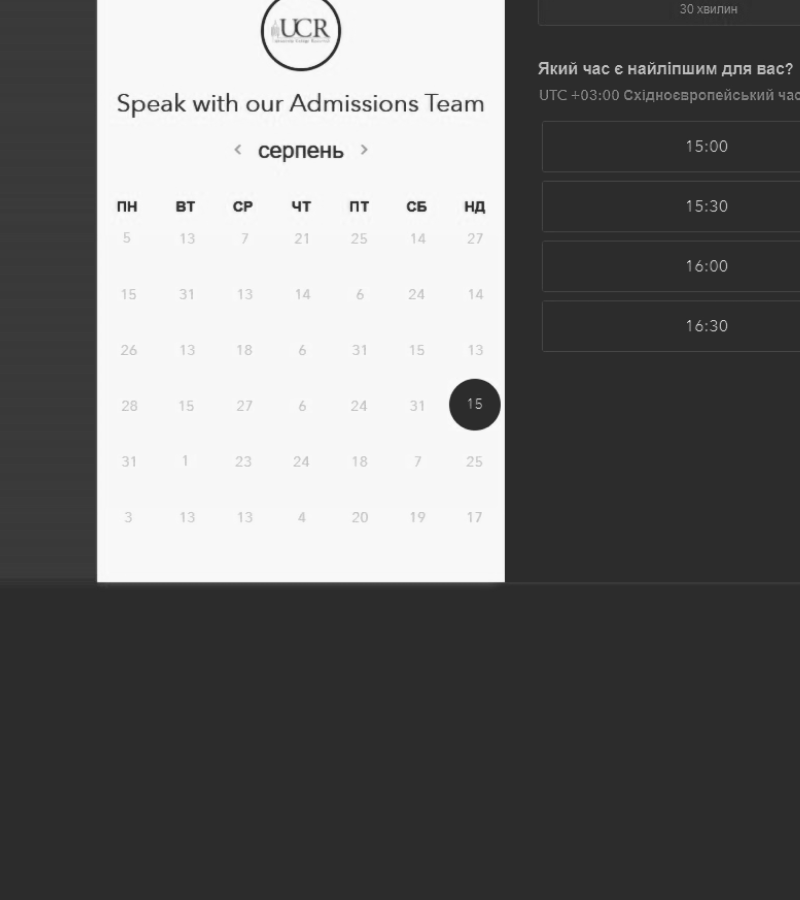 UCR
Speak with our Admissions Team
< серпень >
ПН ВТ СР ЧТ ПТ СБ НД
5 13 7 21 25 14 27
15 31 13 14 6 24 14
26 13 18 6 31 15 13
28 15 27 6 24 31 15
31 1 23 24 18 7 25
3 13 13 4 20 19 17
30 хвилин
Який час є найліпшим для вас?
UTC +03:00 Східноєвропейський час
15:00
15:30
16:00
16:30